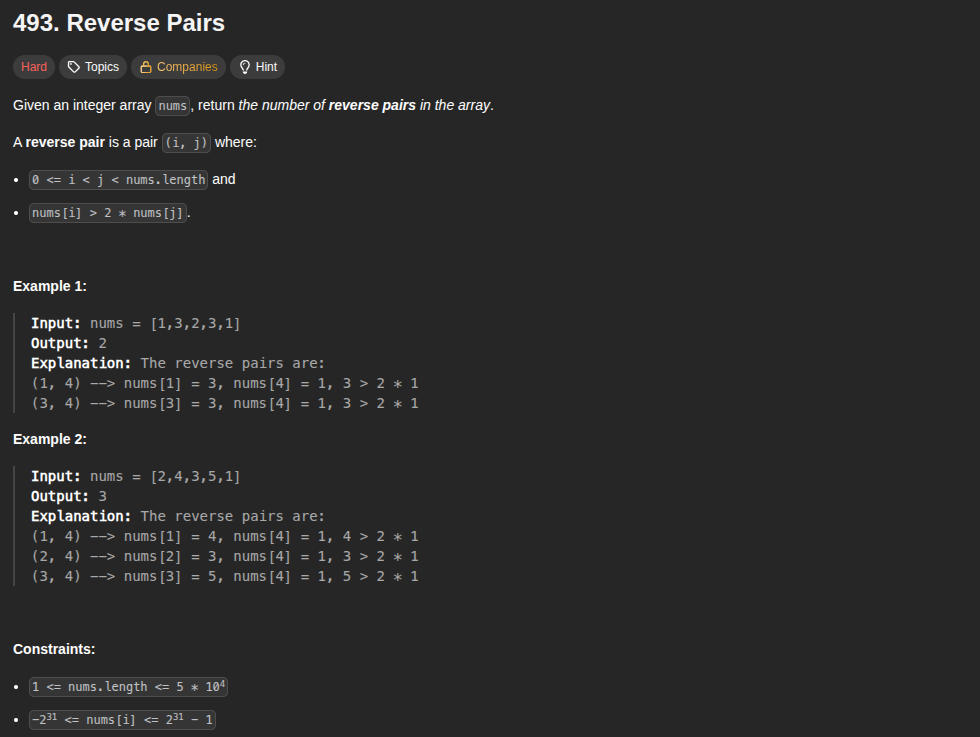 493. Reverse Pairs
Hard Topics Companies Hint
Given an integer array nums, return the number of reverse pairs in the array.
A reverse pair is a pair (i, j) where:
• 0 <= i < j < nums.length and
• nums[i] > 2 * nums[j].
Example 1:
Input: nums = [1,3,2,3,1]
Output: 2
Explanation: The reverse pairs are:
(1, 4) --> nums[1] = 3, nums[4] = 1, 3 > 2 * 1
(3, 4) --> nums[3] = 3, nums[4] = 1, 3 > 2 * 1
Example 2:
Input: nums = [2,4,3,5,1]
Output: 3
Explanation: The reverse pairs are:
(1, 4) --> nums[1] = 4, nums[4] = 1, 4 > 2 * 1
(2, 4) --> nums[2] = 3, nums[4] = 1, 3 > 2 * 1
(3, 4) --> nums[3] = 5, nums[4] = 1, 5 > 2 * 1
Constraints:
• 1 <= nums.length <= 5 * 10⁴
• −2³¹ <= nums[i] <= 2³¹ − 1